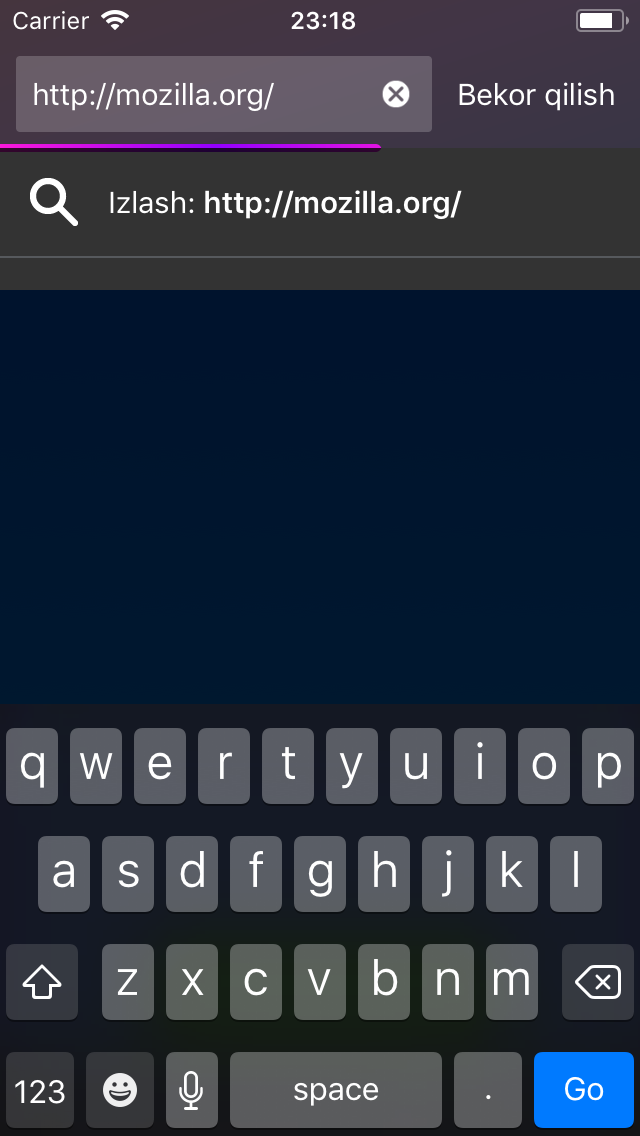 Carrier 23:18
http://mozilla.org/ Bekor qilish
Izlash: http://mozilla.org/
q w e r t y u i o p
a s d f g h j k l
z x c v b n m
123 space . Go